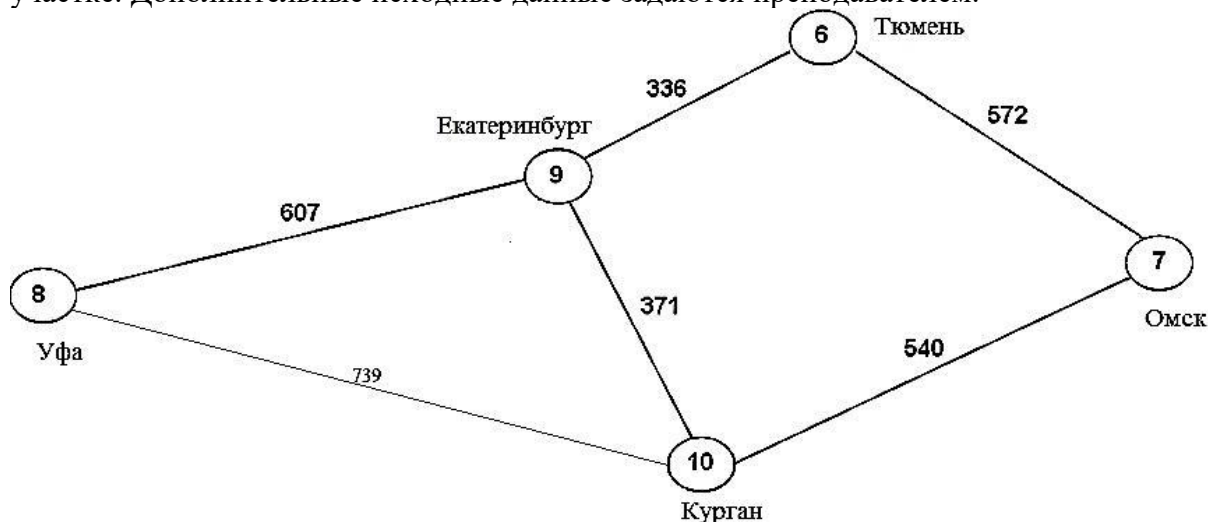 участке. Дополнительные исходные данные задаются преподавателем.
6 Тюмень
336
572
Екатеринбург
9
607
7
8
371
Омск
Уфа
540
739
10
Курган